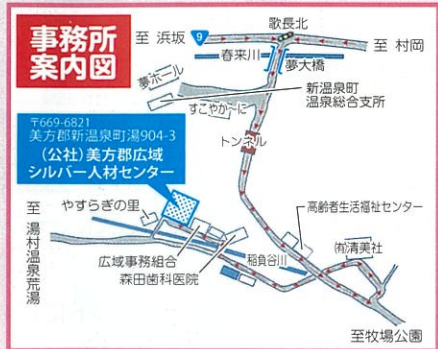 事務所
案内図
至 浜坂
9
歌長北
至 村岡
春来川
夢大橋
夢ホール
すこやか〜に
新温泉町
温泉総合支所
〒669-6821
美方郡新温泉町湯904-3
(公社)美方郡広域
シルバー人材センター
トンネル
至 湯村温泉荒湯
やすらぎの里
高齢者生活福祉センター
広域事務組合
森田歯科医院
稲負谷川
(有)清美社
至牧場公園